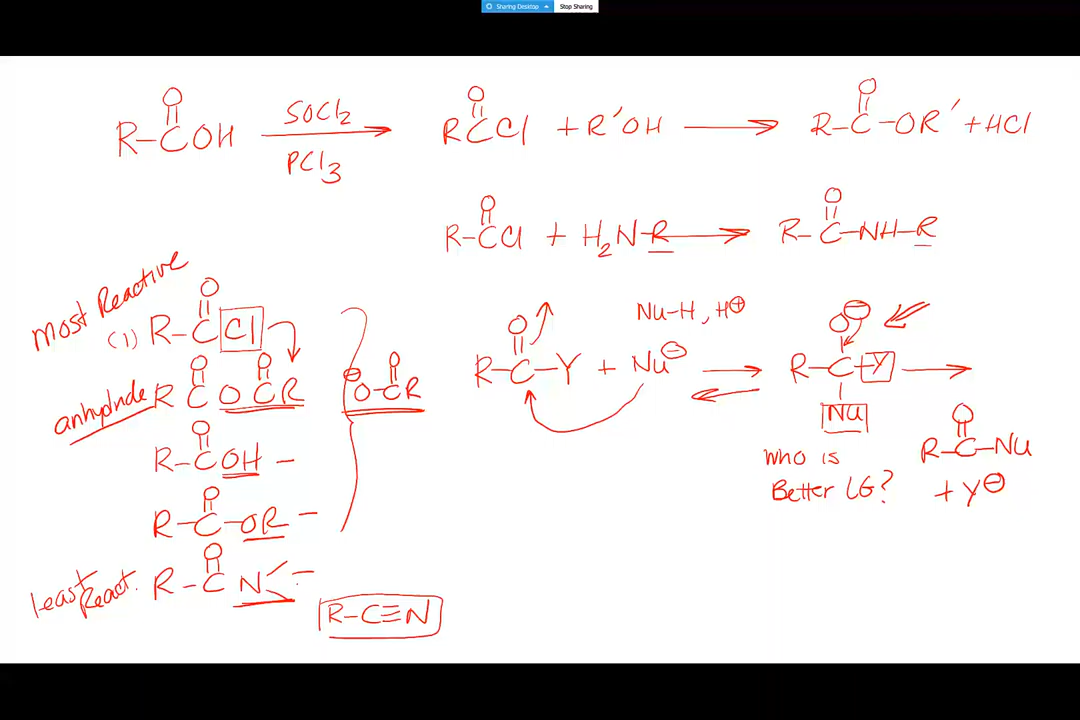 Sharing Desktop Stop Sharing
O O O
R-C-OH SOCl2 RCCl + R'OH → R-C-OR' + HCl
PCl3
O O
R-CCl + H2N-R → R-C-NH-R
Most Reactive
O
(1) R-CCl
Nu-H, H⊕
O O⊖
R-C-Y + Nu⊖ → R-C-Y →
Nu
O O
anhydride RCOCR
O
⊖O-CR
O
R-COH -
O
R-C-OR -
O
least React. R-CN -
R-C≡N
Who is
Better LG?
O
R-C-Nu
+ Y⊖